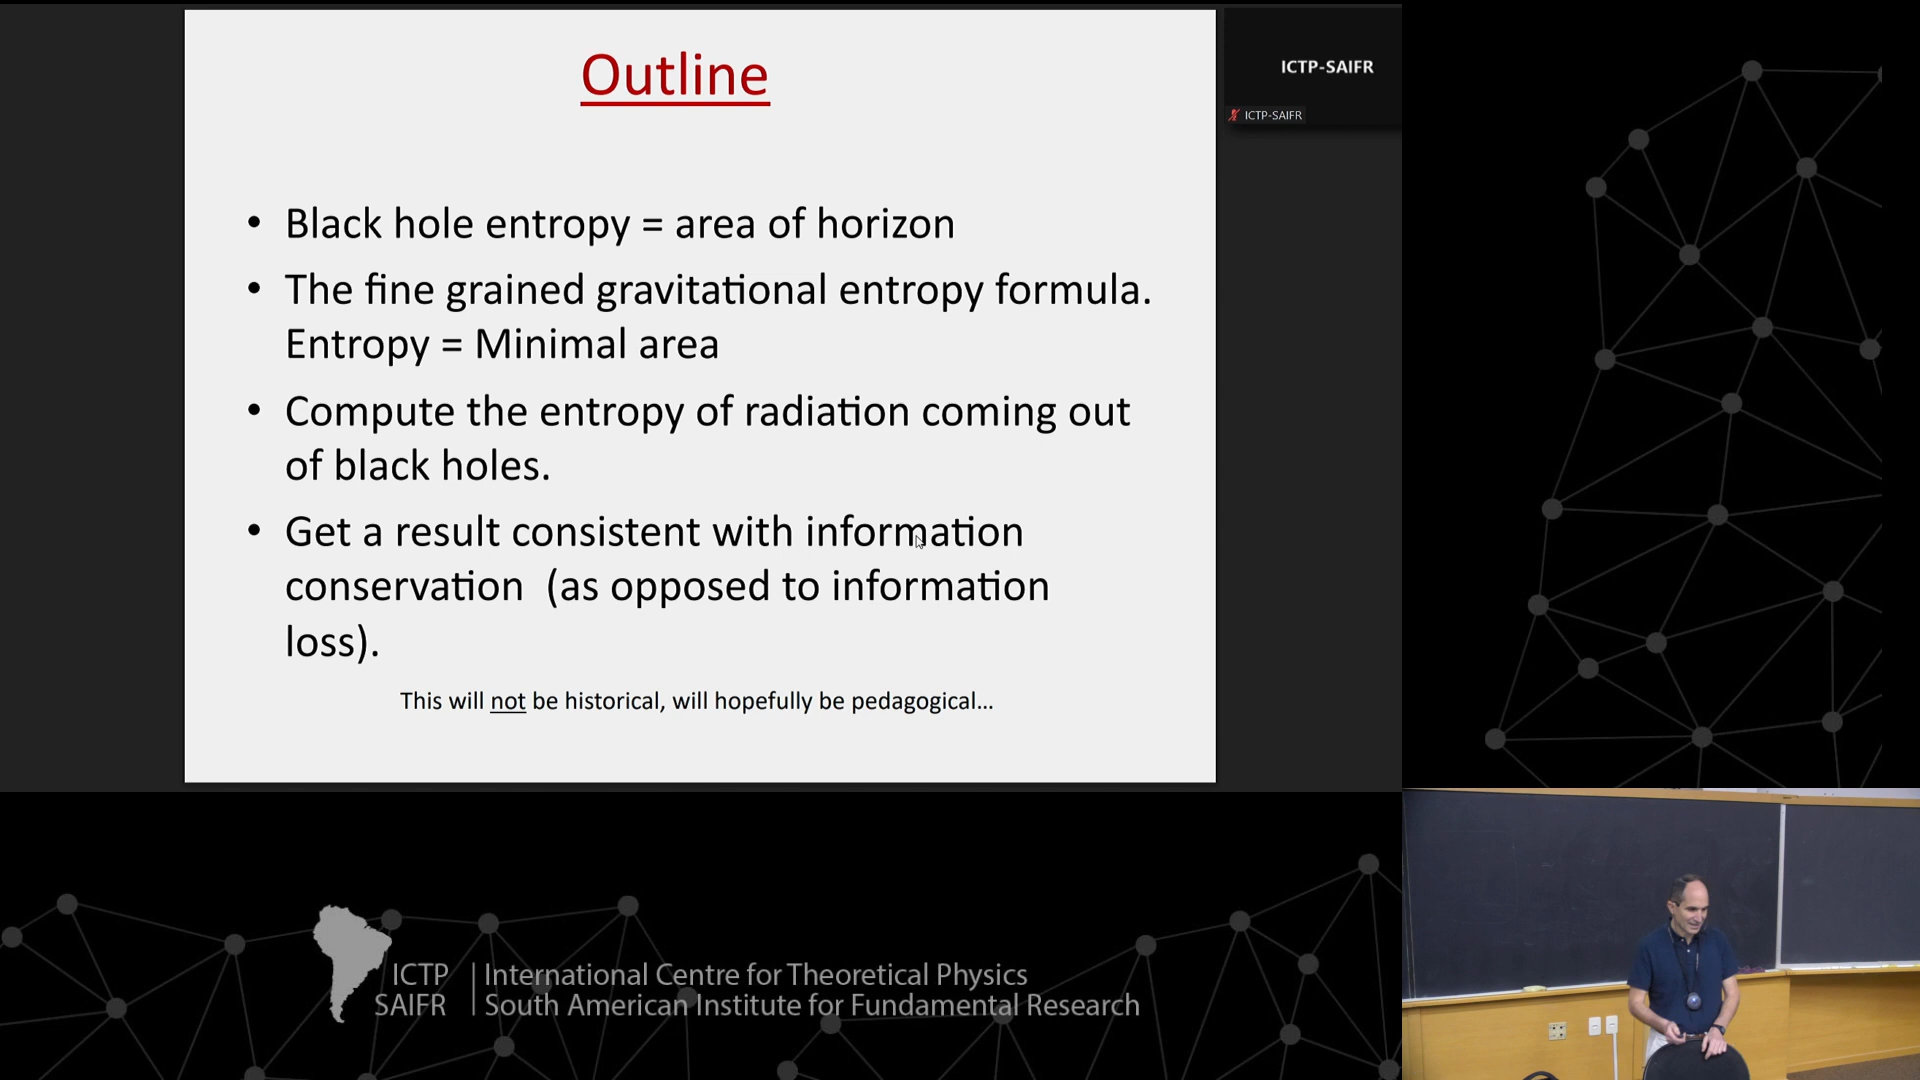 Outline
• Black hole entropy = area of horizon
• The fine grained gravitational entropy formula.
Entropy = Minimal area
• Compute the entropy of radiation coming out
of black holes.
• Get a result consistent with information
conservation (as opposed to information
loss).
This will not be historical, will hopefully be pedagogical...
ICTP-SAIFR
ICTP-SAIFR
ICTP | International Centre for Theoretical Physics
SAIFR | South American Institute for Fundamental Research